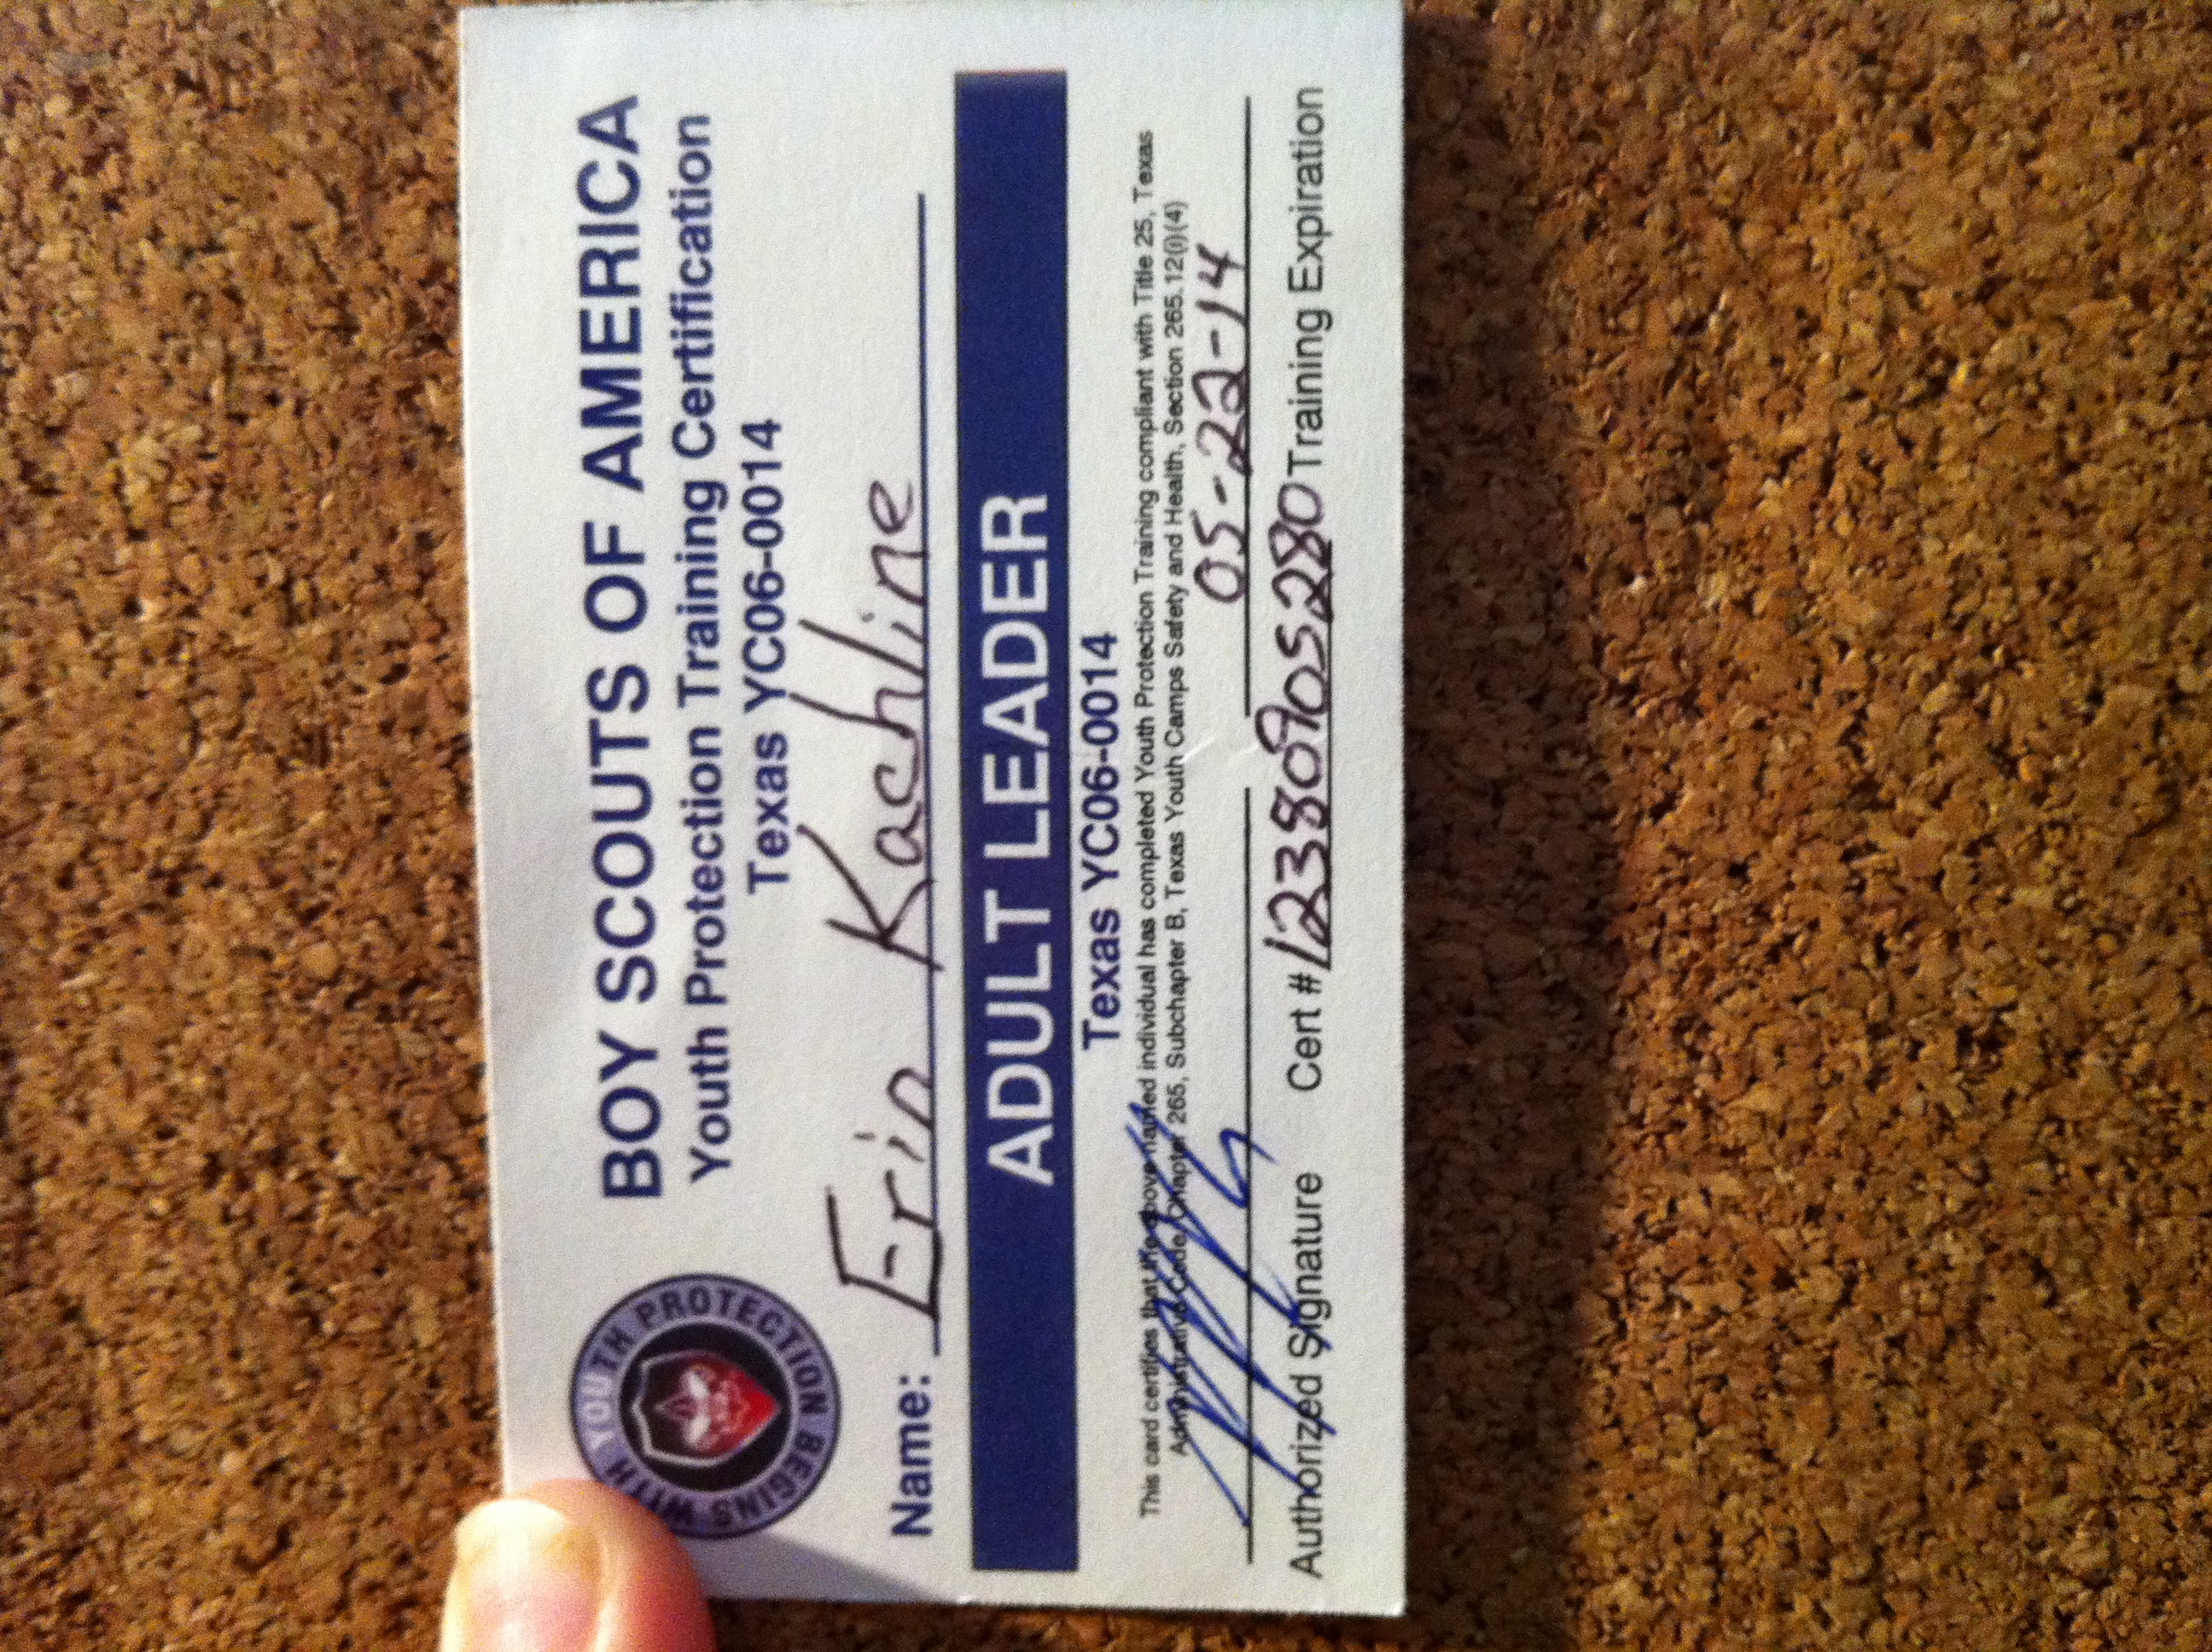 YOUTH PROTECTION BEGINS WITH
BOY SCOUTS OF AMERICA
Youth Protection Training Certification
Texas YC06-0014
Name: Erin Kachline
ADULT LEADER
Texas YC06-0014
This card certifies that the above named individual has completed Youth Protection Training compliant with Title 25, Texas
Administrative Code, Chapter 265, Subchapter B, Texas Youth Camps Safety and Health, Section 265.12(i)(4)
05-22-14
Authorized Signature Cert # 12380905280 Training Expiration